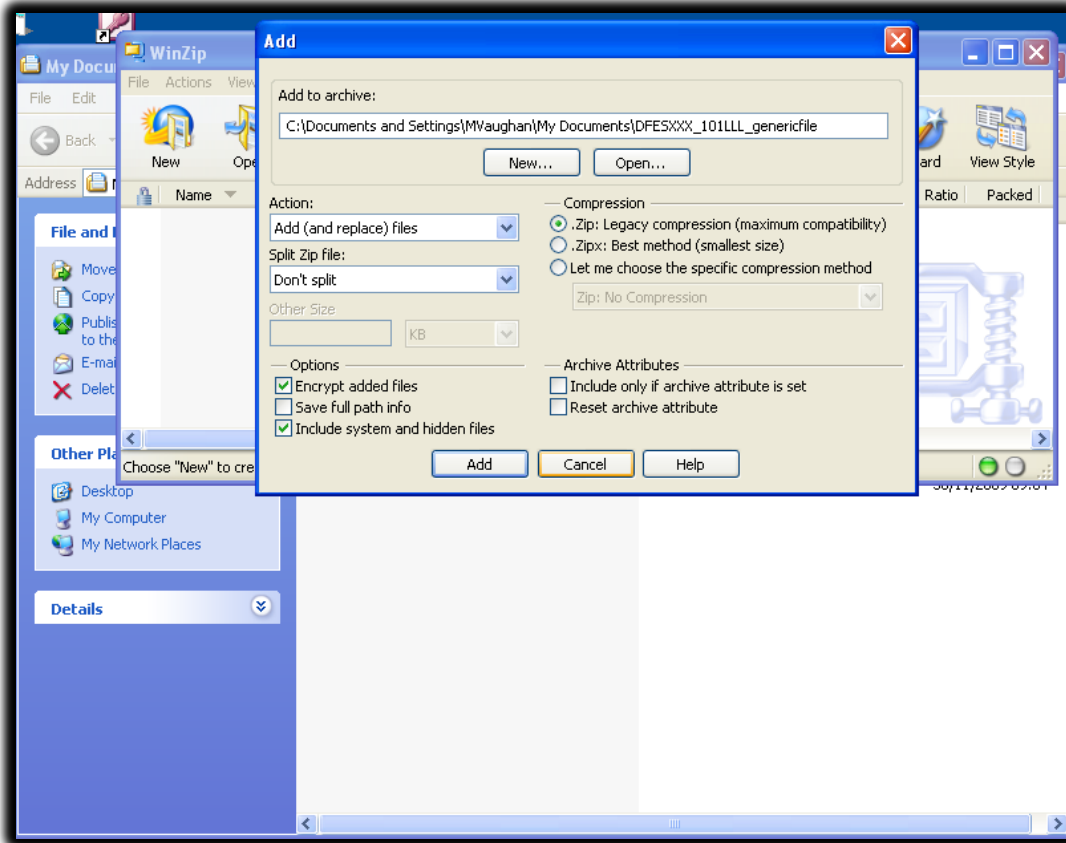 My Docu
File Edit
Back
Address
File and
Move
Copy
Publis
to the
E-mai
Delet
Other Pla
Desktop
My Computer
My Network Places
Details
WinZip
File Actions View
New Ope
Name
Choose "New" to cre
Add
Add to archive:
C:\Documents and Settings\MVaughan\My Documents\DFESXXX_101LLL_genericfile
New... Open...
Action:
Add (and replace) files
Split Zip file:
Don't split
Other Size
KB
Compression
.Zip: Legacy compression (maximum compatibility)
.Zipx: Best method (smallest size)
Let me choose the specific compression method
Zip: No Compression
Options
Encrypt added files
Save full path info
Include system and hidden files
Archive Attributes
Include only if archive attribute is set
Reset archive attribute
Add Cancel Help
ard View Style
Ratio Packed